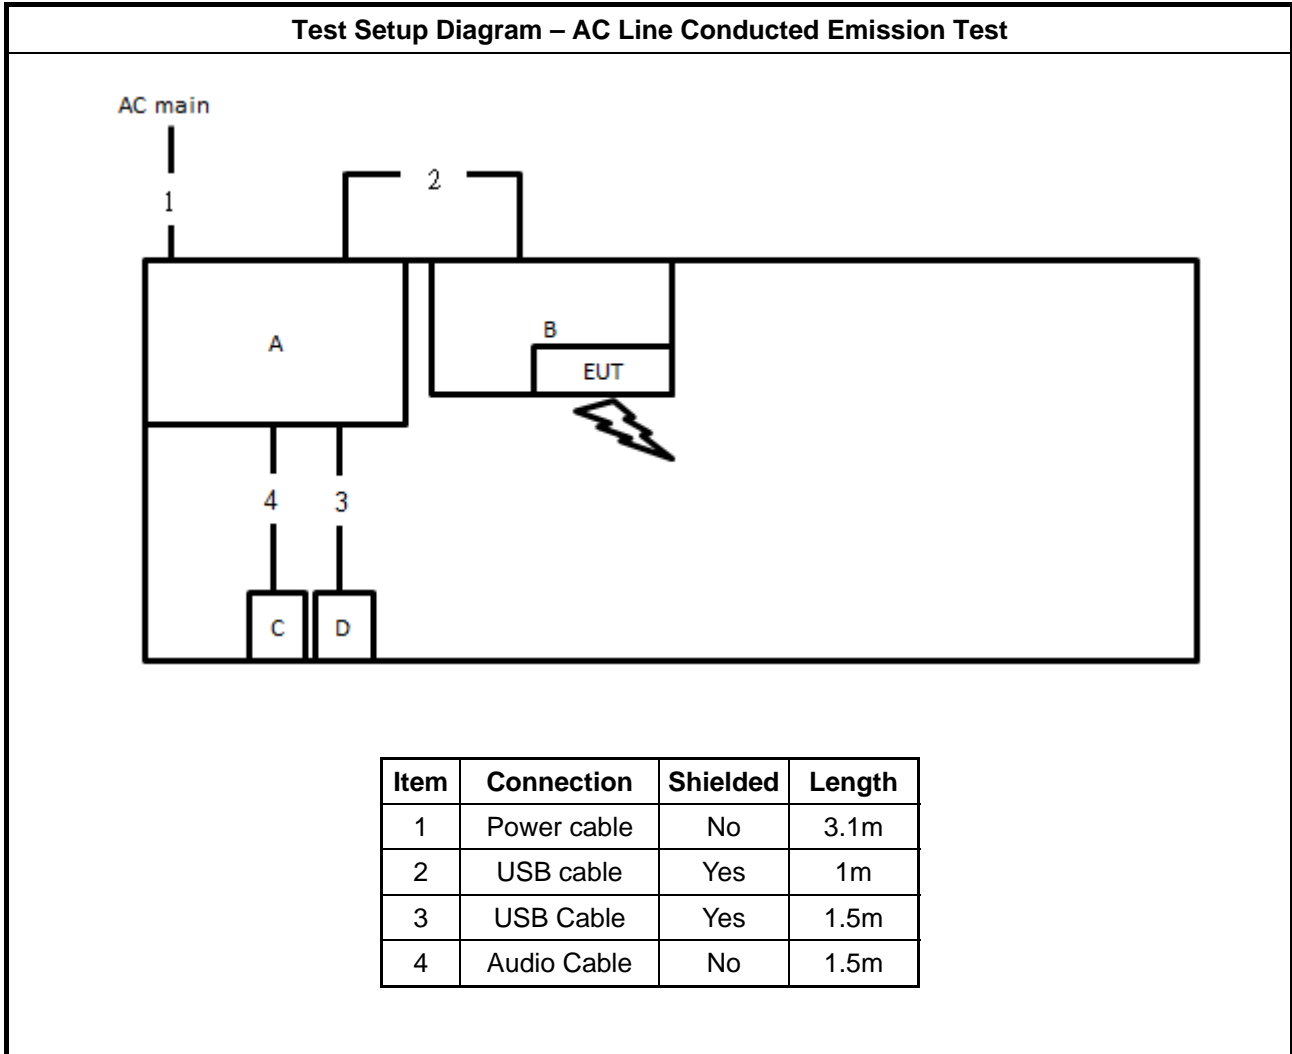 Test Setup Diagram – AC Line Conducted Emission Test
AC main
1
2
A
B
EUT
4
3
C
D
Item Connection Shielded Length
1 Power cable No 3.1m
2 USB cable Yes 1m
3 USB Cable Yes 1.5m
4 Audio Cable No 1.5m